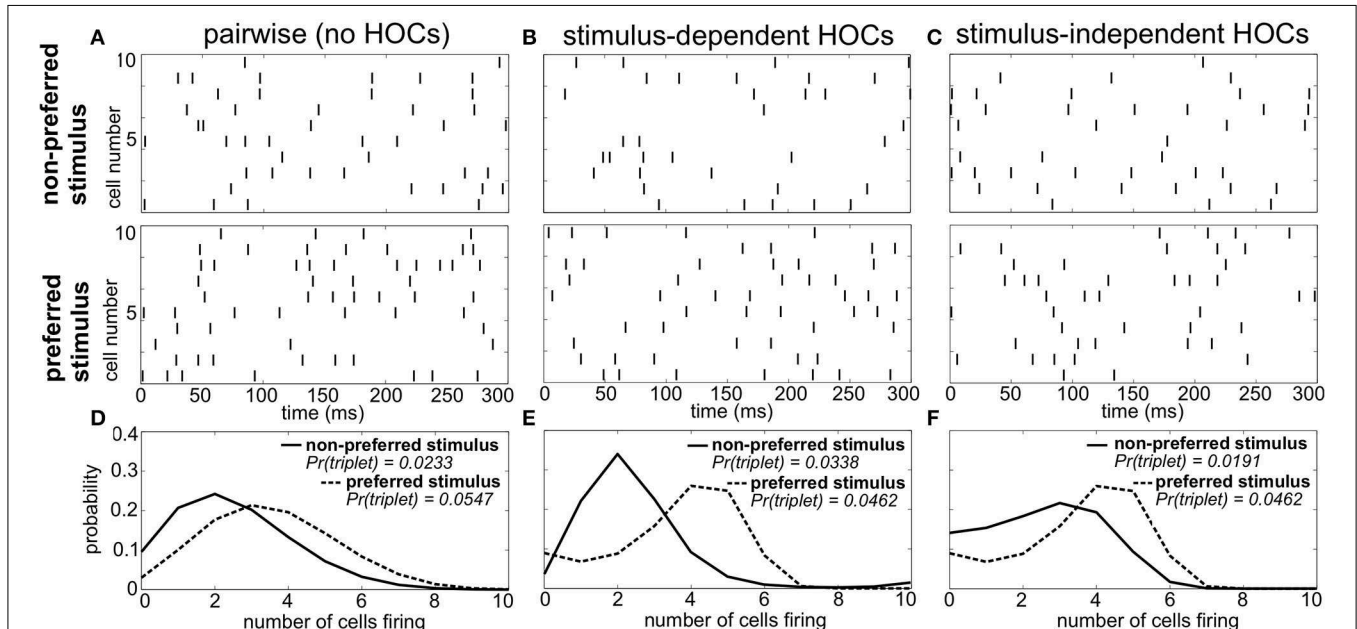 A pairwise (no HOCs)
B stimulus-dependent HOCs
C stimulus-independent HOCs
non-preferred
stimulus
cell number
10
5
preferred
stimulus
cell number
10
5
0 50 100 150 200 250 300
time (ms)
0 50 100 150 200 250 300
time (ms)
0 50 100 150 200 250 300
time (ms)
D
probability
0.4
0.3
0.2
0.1
0
non-preferred stimulus
Pr(triplet) = 0.0233
preferred stimulus
Pr(triplet) = 0.0547
0 2 4 6 8 10
number of cells firing
E
non-preferred stimulus
Pr(triplet) = 0.0338
preferred stimulus
Pr(triplet) = 0.0462
0 2 4 6 8 10
number of cells firing
F
non-preferred stimulus
Pr(triplet) = 0.0191
preferred stimulus
Pr(triplet) = 0.0462
0 2 4 6 8 10
number of cells firing